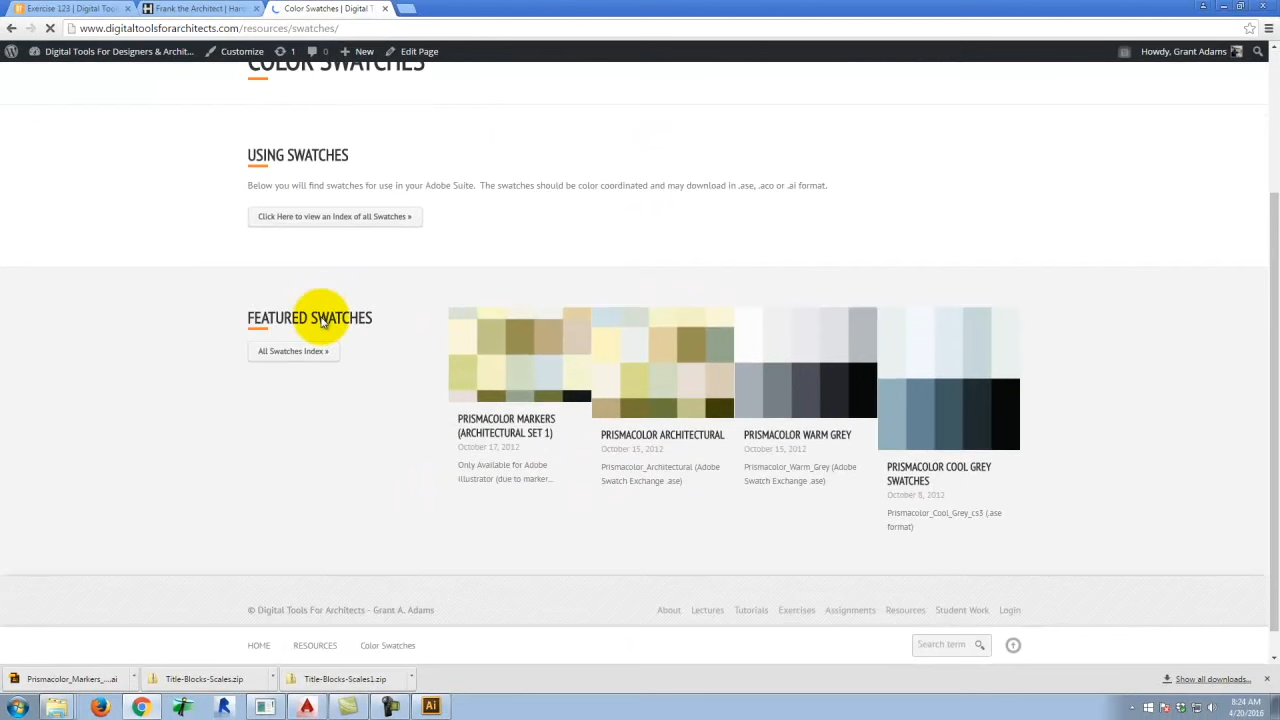 Exercise 123 | Digital Tool
Frank the Architect | Hardw
Color Swatches | Digital Too
www.digitaltoolsforarchitects.com/resources/swatches/
Digital Tools For Designers & Architect...
Customize
1
0
New
Edit Page
Howdy, Grant Adams
COLOR SWATCHES
USING SWATCHES
Below you will find swatches for use in your Adobe Suite. The swatches should be color coordinated and may download in .ase, .aco or .ai format.
Click Here to view an Index of all Swatches »
FEATURED SWATCHES
All Swatches Index »
PRISMACOLOR MARKERS
(ARCHITECTURAL SET 1)
October 17, 2012
Only Available for Adobe
Illustrator (due to marker...
PRISMACOLOR ARCHITECTURAL
October 15, 2012
Prismacolor_Architectural (Adobe
Swatch Exchange .ase)
PRISMACOLOR WARM GREY
October 15, 2012
Prismacolor_Warm_Grey (Adobe
Swatch Exchange .ase)
PRISMACOLOR COOL GREY
SWATCHES
October 8, 2012
Prismacolor_Cool_Grey_cs3 (.ase
format)
© Digital Tools For Architects - Grant A. Adams
About Lectures Tutorials Exercises Assignments Resources Student Work Login
HOME RESOURCES Color Swatches
Search term
Prismacolor_Markers_....ai
Title-Blocks-Scales.zip
Title-Blocks-Scales1.zip
Show all downloads...
8:24 AM
4/20/2016